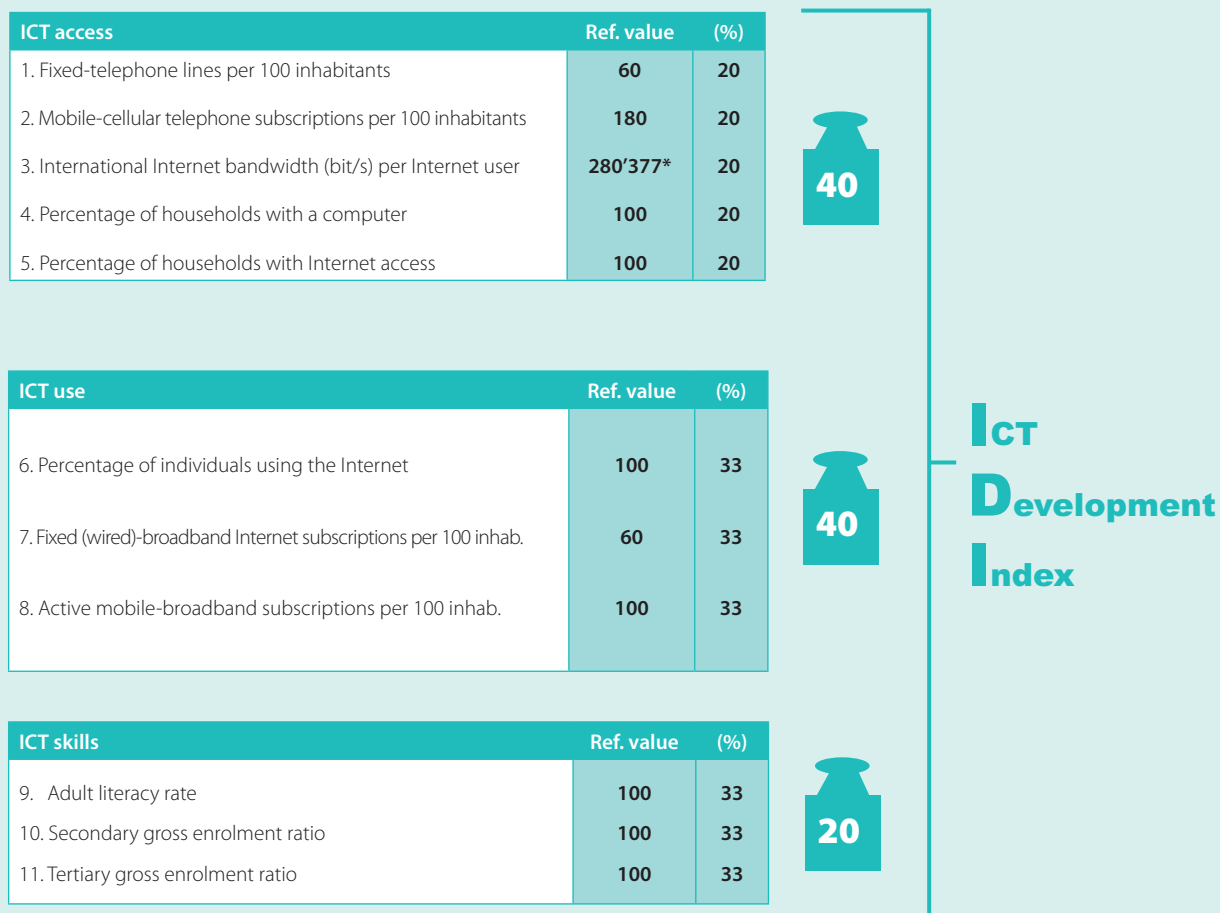 ICT access Ref. value (%)
1. Fixed-telephone lines per 100 inhabitants 60 20
2. Mobile-cellular telephone subscriptions per 100 inhabitants 180 20
3. International Internet bandwidth (bit/s) per Internet user 280’377* 20
4. Percentage of households with a computer 100 20
5. Percentage of households with Internet access 100 20
40
ICT use Ref. value (%)
6. Percentage of individuals using the Internet 100 33
7. Fixed (wired)-broadband Internet subscriptions per 100 inhab. 60 33
8. Active mobile-broadband subscriptions per 100 inhab. 100 33
40
ICT skills Ref. value (%)
9. Adult literacy rate 100 33
10. Secondary gross enrolment ratio 100 33
11. Tertiary gross enrolment ratio 100 33
20
ICT
Development
Index